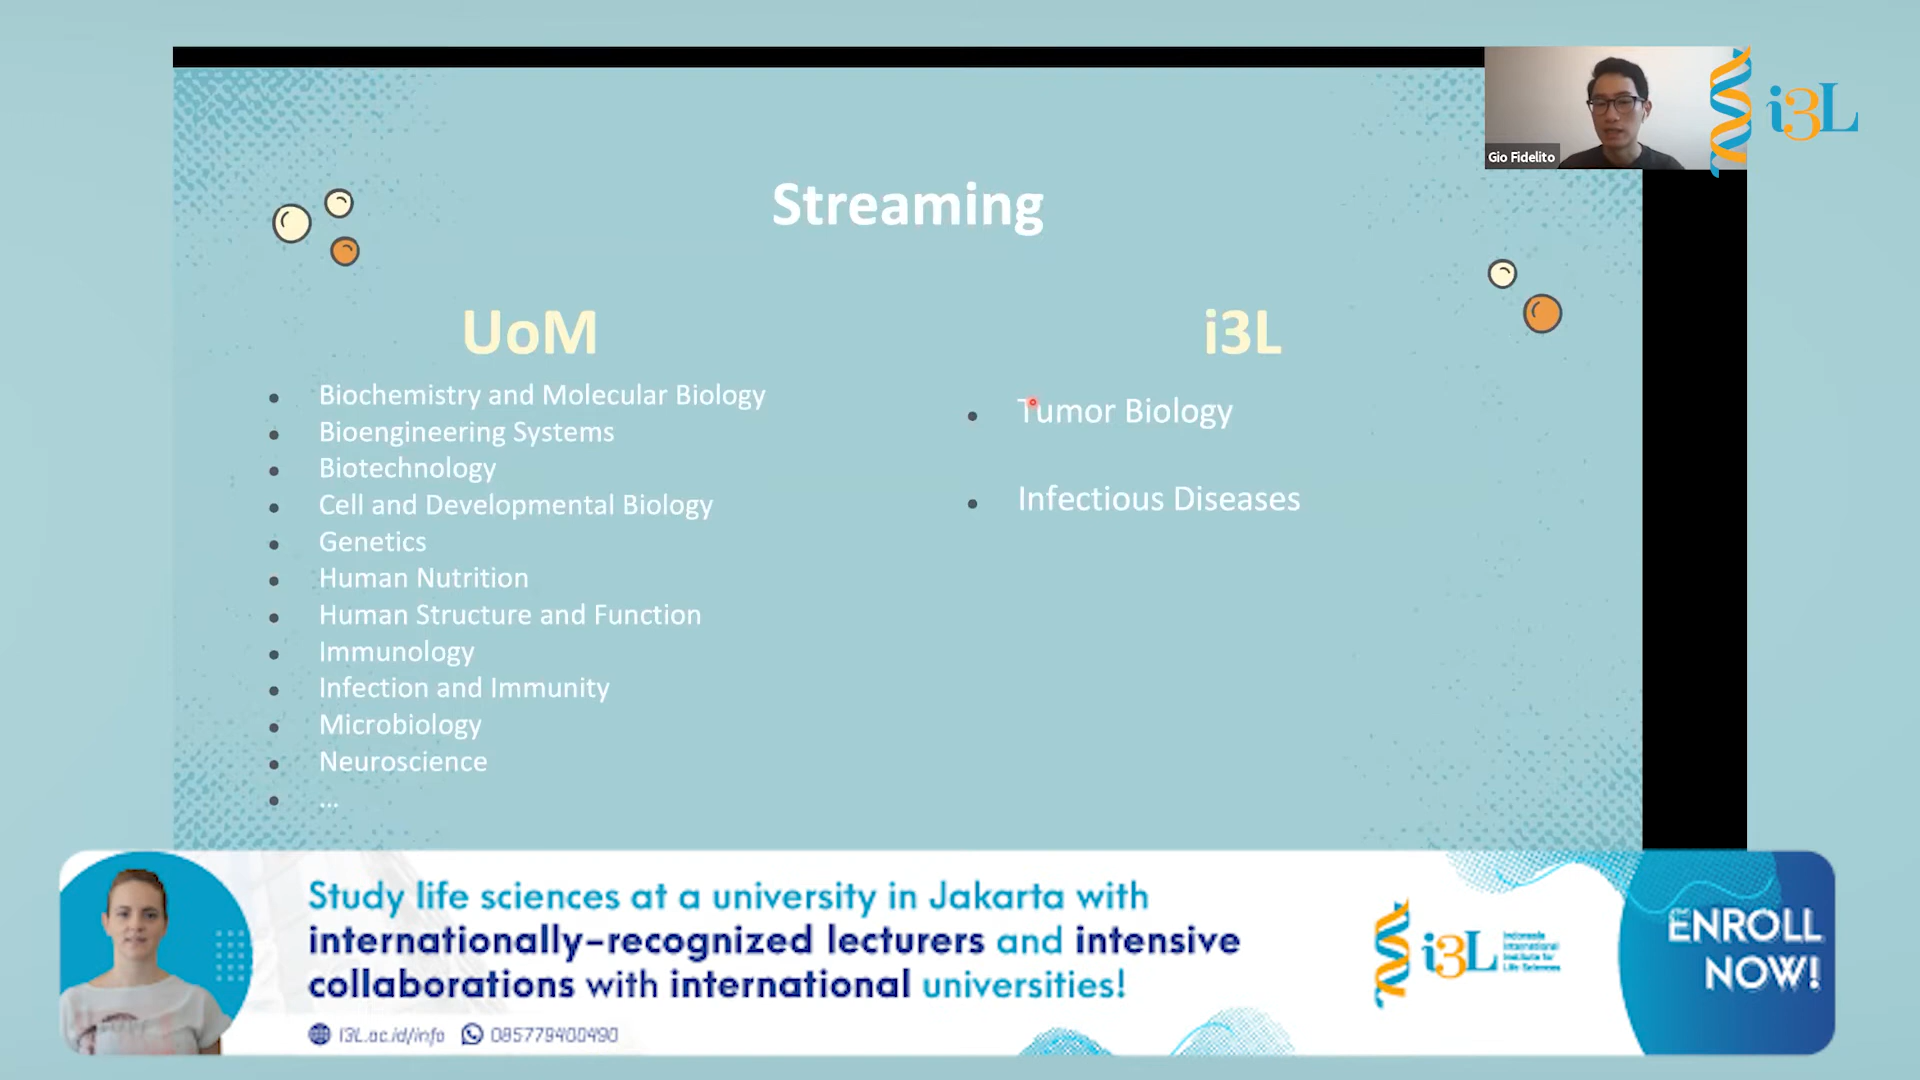 Gio Fidelito
i3L
Streaming
UoM
Biochemistry and Molecular Biology
Bioengineering Systems
Biotechnology
Cell and Developmental Biology
Genetics
Human Nutrition
Human Structure and Function
Immunology
Infection and Immunity
Microbiology
Neuroscience
...
i3L
Tumor Biology
Infectious Diseases
Study life sciences at a university in Jakarta with
internationally-recognized lecturers and intensive
collaborations with international universities!
i3L.ac.id/info 085779400490
i3L
Indonesia
International
Institute for
Life Sciences
ENROLL
NOW!